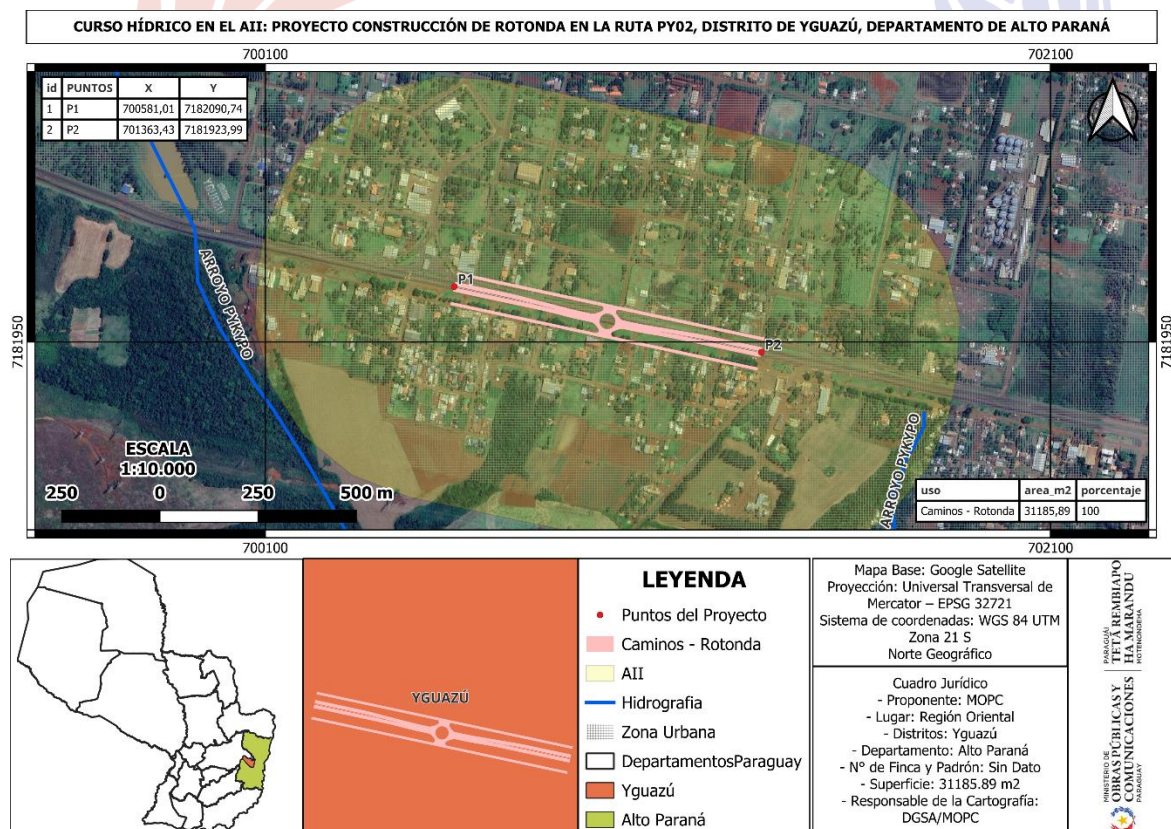 CURSO HÍDRICO EN EL AII: PROYECTO CONSTRUCCIÓN DE ROTONDA EN LA RUTA PY02, DISTRITO DE YGUAZÚ, DEPARTAMENTO DE ALTO PARANÁ
700100 702100
id PUNTOS X Y
1 P1 700581,01 7182090,74
2 P2 701363,43 7181923,99
P1
P2
7181950
7181950
ARROYO PYKYPO
ARROYO PYKYPO
ESCALA
1:10.000
250 0 250 500 m
uso area_m2 porcentaje
Caminos - Rotonda 31185,89 100
700100 702100
YGUAZÚ
LEYENDA
Puntos del Proyecto
Caminos - Rotonda
AII
Hidrografia
Zona Urbana
DepartamentosParaguay
Yguazú
Alto Paraná
Mapa Base: Google Satellite
Proyección: Universal Transversal de
Mercator – EPSG 32721
Sistema de coordenadas: WGS 84 UTM
Zona 21 S
Norte Geográfico
Cuadro Jurídico
- Proponente: MOPC
- Lugar: Región Oriental
- Distritos: Yguazú
- Departamento: Alto Paraná
- N° de Finca y Padrón: Sin Dato
- Superficie: 31185.89 m2
- Responsable de la Cartografía:
DGSA/MOPC
PARAGUÁI
TETÃ REMBIAPO
HA MARANDU
MOTENONDEHA
MINISTERIO DE
OBRAS PÚBLICAS Y
COMUNICACIONES
PARAGUAY